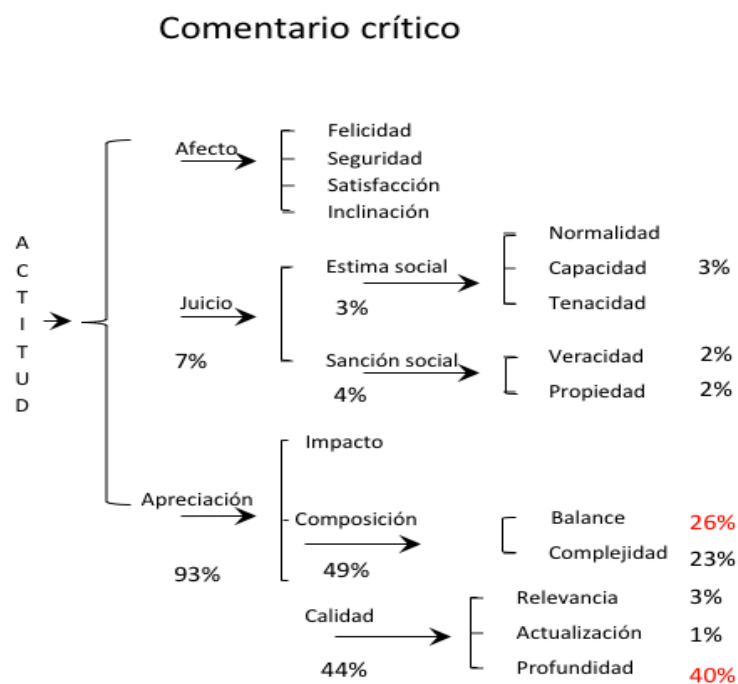 Comentario crítico
ACTITUD
Afecto
Felicidad
Seguridad
Satisfacción
Inclinación
Juicio
7%
Estima social
3%
Normalidad
Capacidad 3%
Tenacidad
Sanción social
4%
Veracidad 2%
Propiedad 2%
Apreciación
93%
Impacto
Composición
49%
Balance 26%
Complejidad 23%
Calidad
44%
Relevancia 3%
Actualización 1%
Profundidad 40%